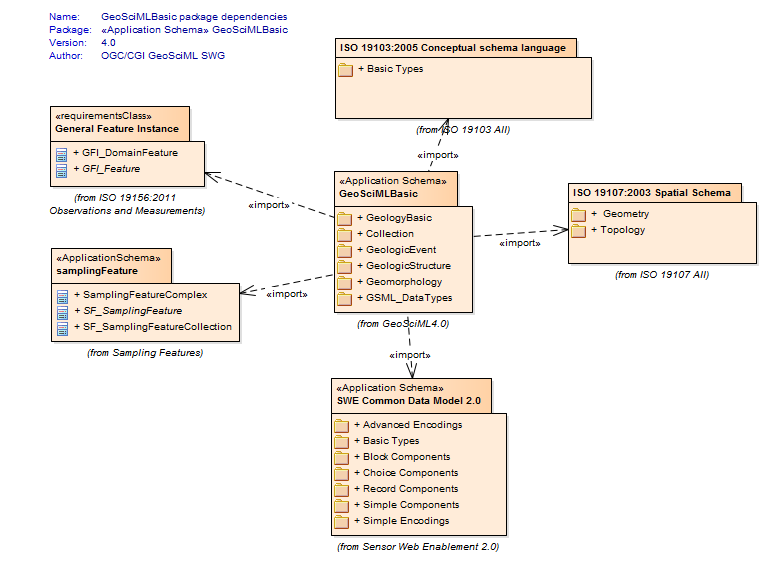 Name: GeoSciMLBasic package dependencies
Package: «Application Schema» GeoSciMLBasic
Version: 4.0
Author: OGC/CGI GeoSciML SWG
ISO 19103:2005 Conceptual schema language
+ Basic Types
(from ISO 19103 All)
«import»
«requirementsClass»
General Feature Instance
+ GFI_DomainFeature
+ GFI_Feature
(from ISO 19156:2011
Observations and Measurements)
«import»
«Application Schema»
GeoSciMLBasic
+ GeologyBasic
+ Collection
+ GeologicEvent
+ GeologicStructure
+ Geomorphology
+ GSML_DataTypes
(from GeoSciML4.0)
ISO 19107:2003 Spatial Schema
+ Geometry
+ Topology
(from ISO 19107 All)
«import»
«ApplicationSchema»
samplingFeature
+ SamplingFeatureComplex
+ SF_SamplingFeature
+ SF_SamplingFeatureCollection
(from Sampling Features)
«import»
«import»
«Application Schema»
SWE Common Data Model 2.0
+ Advanced Encodings
+ Basic Types
+ Block Components
+ Choice Components
+ Record Components
+ Simple Components
+ Simple Encodings
(from Sensor Web Enablement 2.0)